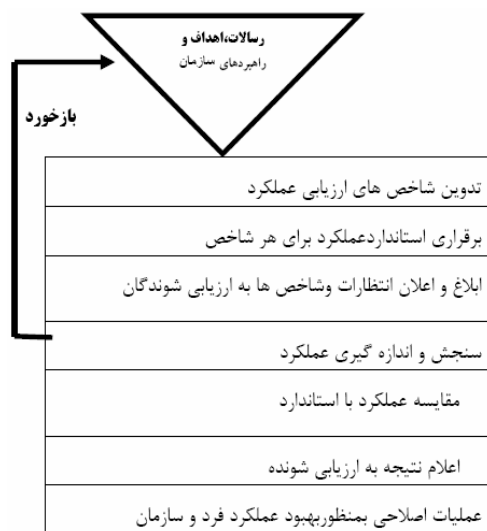 رسالات،اهداف و
راهبردهای سازمان
بازخورد
تدوین شاخص های ارزیابی عملکرد
برقراری استانداردعملکرد برای هر شاخص
ابلاغ و اعلان انتظارات وشاخص ها به ارزیابی شوندگان
سنجش و اندازه گیری عملکرد
مقایسه عملکرد با استاندارد
اعلام نتیجه به ارزیابی شونده
عملیات اصلاحی بمنظوربهبود عملکرد فرد و سازمان